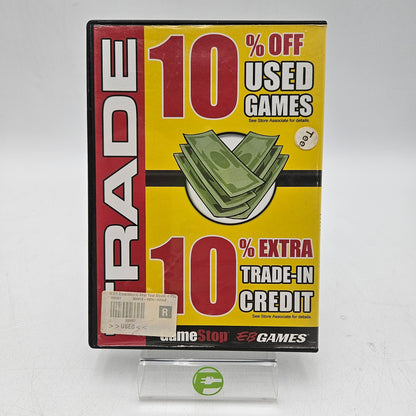 TRADE
10% OFF
USED
GAMES
See Store Associate for details.
Tee
10% EXTRA
TRADE-IN
CREDIT
See Store Associate for details.
R
>>USED<<
GameStop EB GAMES